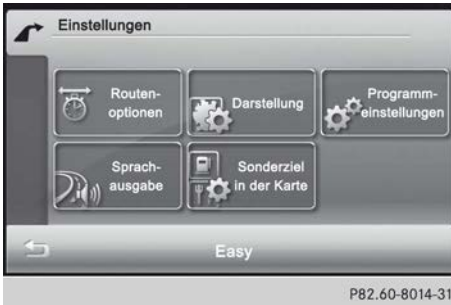 Einstellungen
Routen-
optionen
Darstellung
Programm-
einstellungen
Sprach-
ausgabe
Sonderziel
in der Karte
Easy
P82.60-8014-31